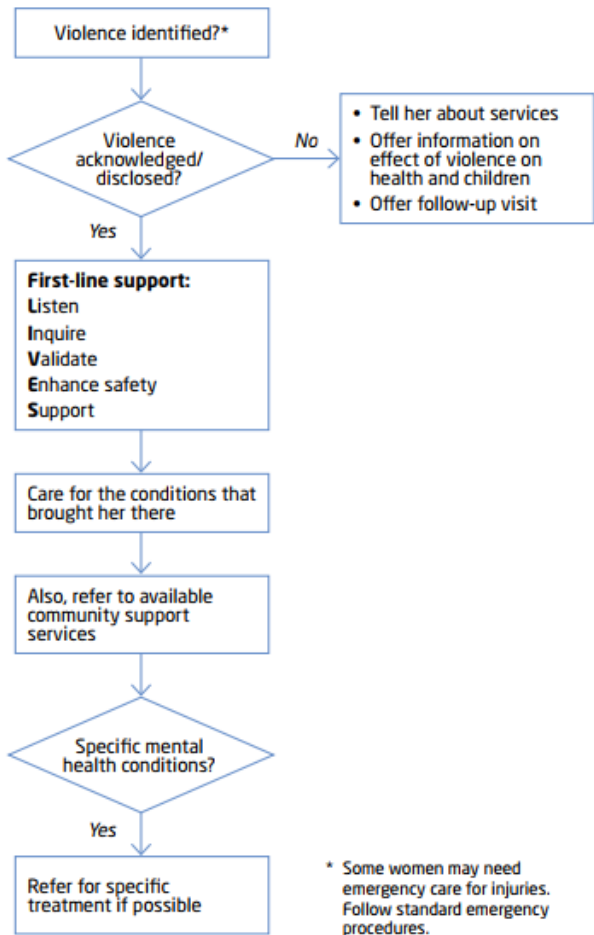 Violence identified?*
Violence
acknowledged/
disclosed?
No
• Tell her about services
• Offer information on
effect of violence on
health and children
• Offer follow-up visit
Yes
First-line support:
Listen
Inquire
Validate
Enhance safety
Support
Care for the conditions that
brought her there
Also, refer to available
community support
services
Specific mental
health conditions?
Yes
Refer for specific
treatment if possible
* Some women may need
emergency care for injuries.
Follow standard emergency
procedures.